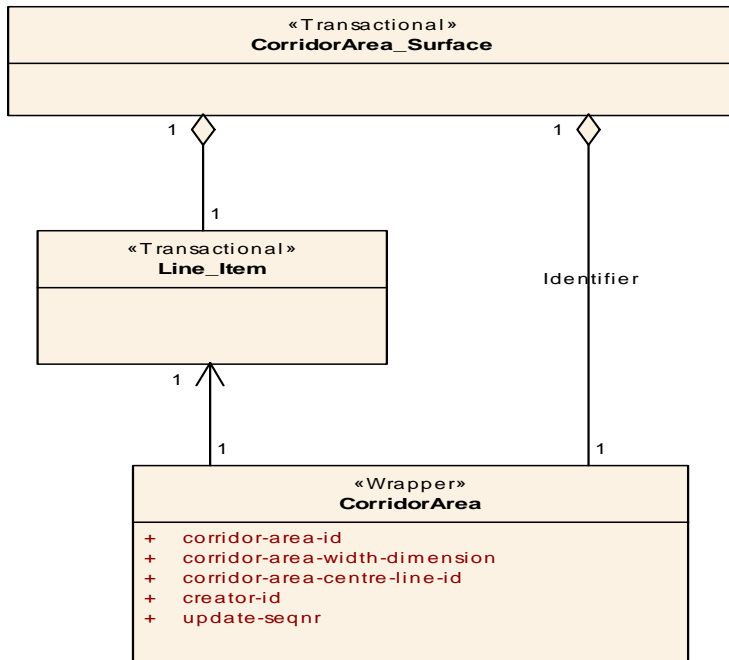 «Transactional»
CorridorArea_Surface
1
1
1
«Transactional»
Line_Item
Identifier
1
1
1
«Wrapper»
CorridorArea
+ corridor-area-id
+ corridor-area-width-dimension
+ corridor-area-centre-line-id
+ creator-id
+ update-seqnr